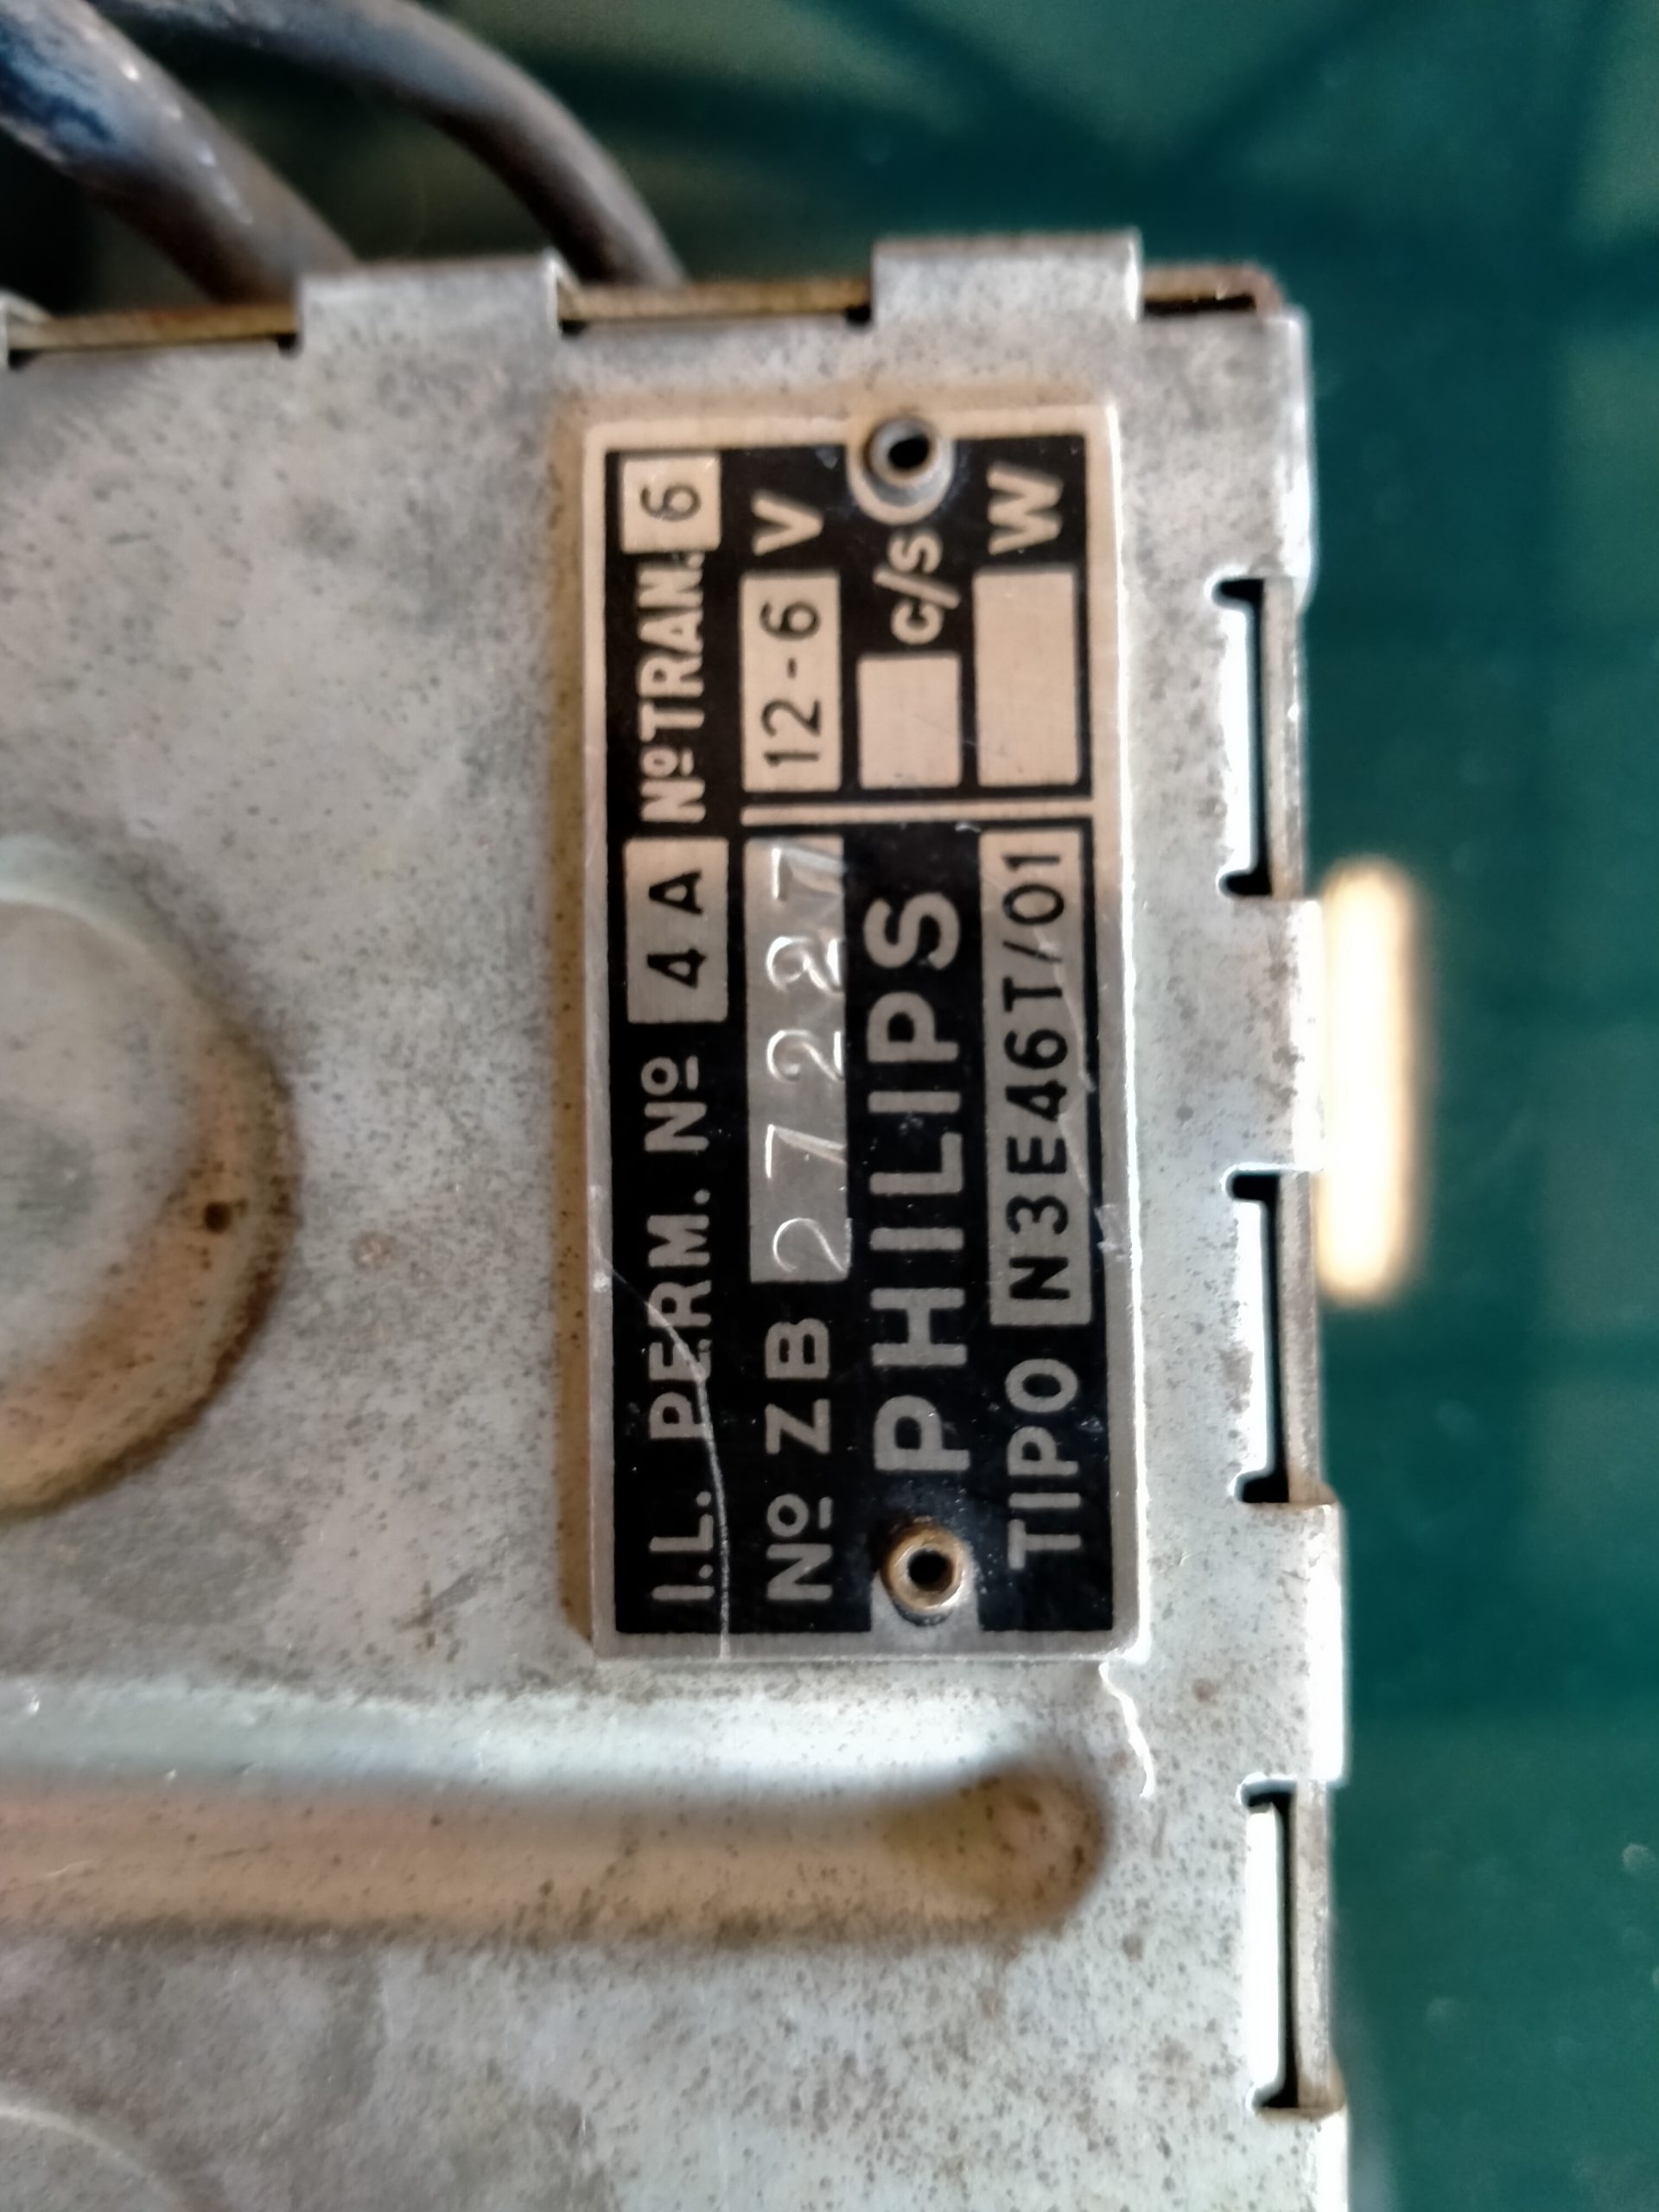 I.L. PERM. Nº 4 A Nº TRAN. 6
Nº ZB 27227 12-6 V
PHILIPS c/s
TIPO N3E46T/01 W